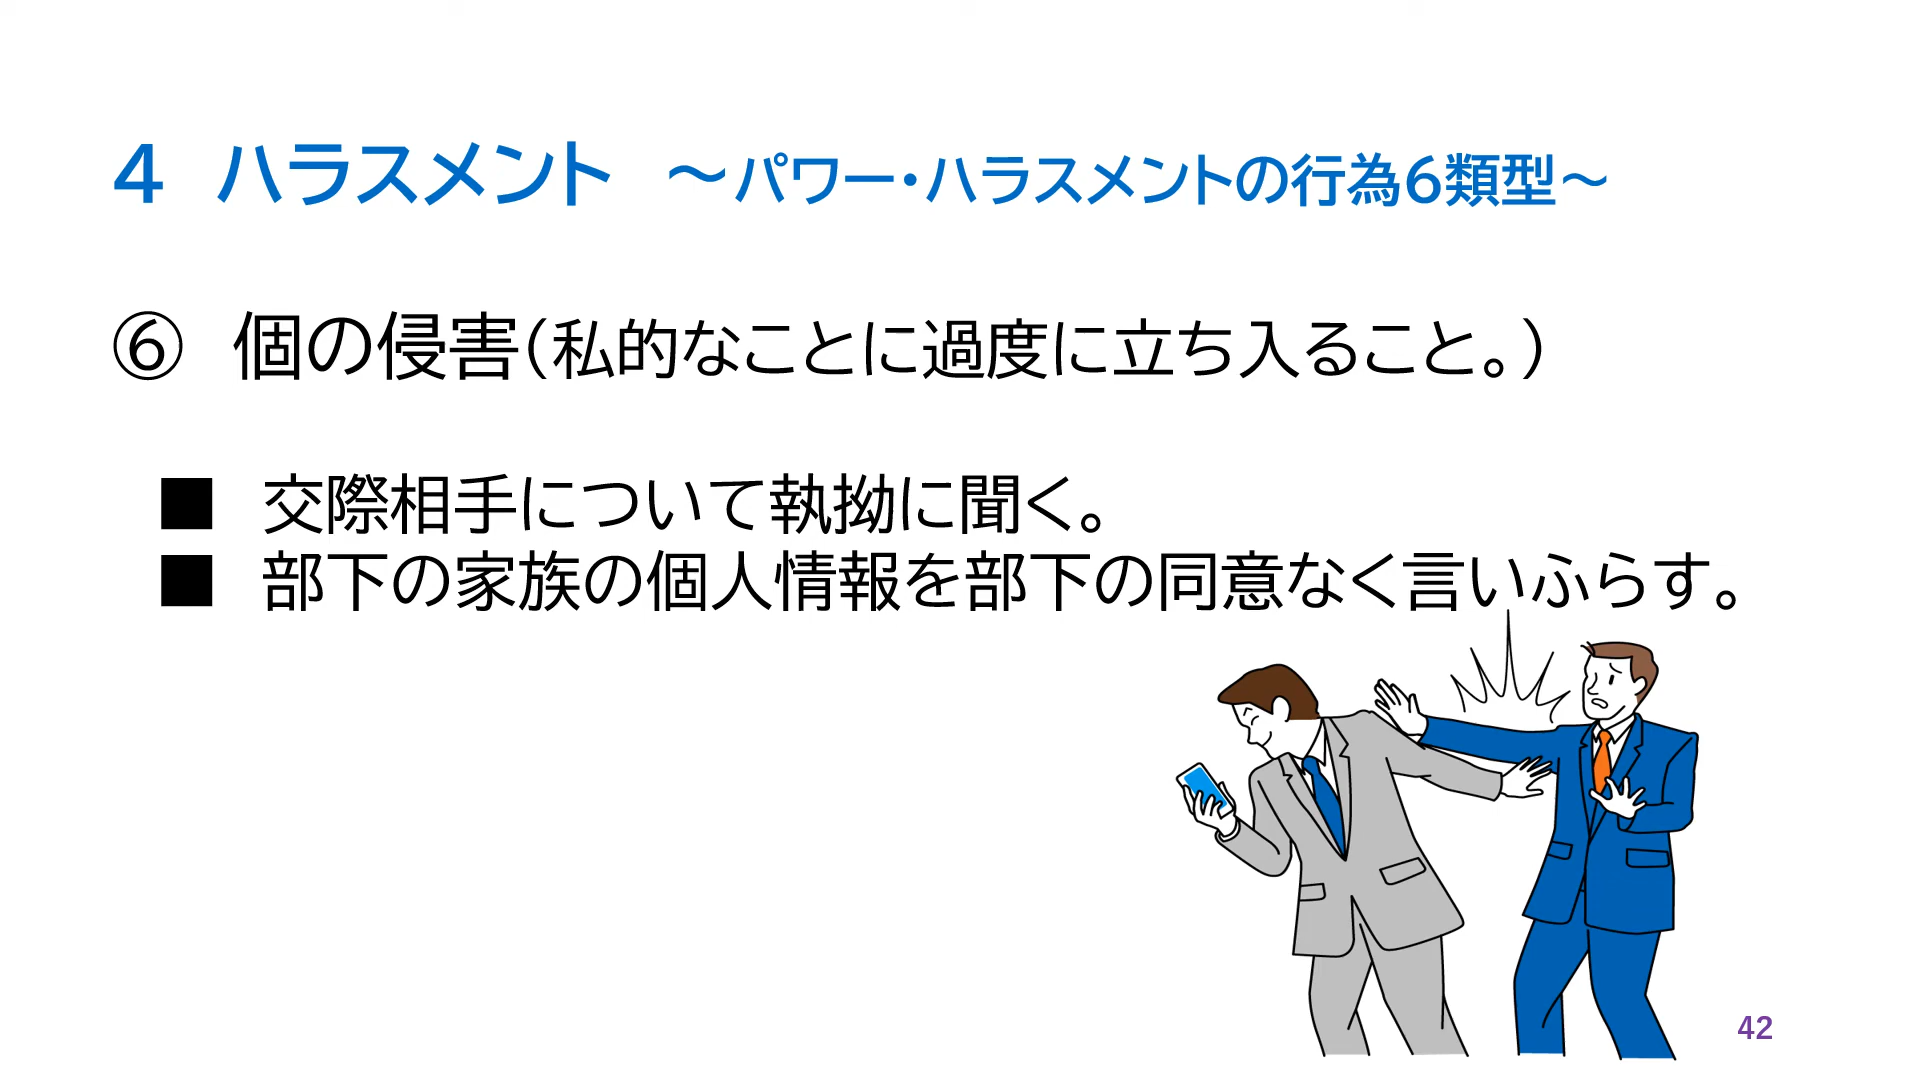 ４　ハラスメント　～パワー・ハラスメントの行為６類型～
⑥　個の侵害（私的なことに過度に立ち入ること。）
■　交際相手について執拗に聞く。
■　部下の家族の個人情報を部下の同意なく言いふらす。
42